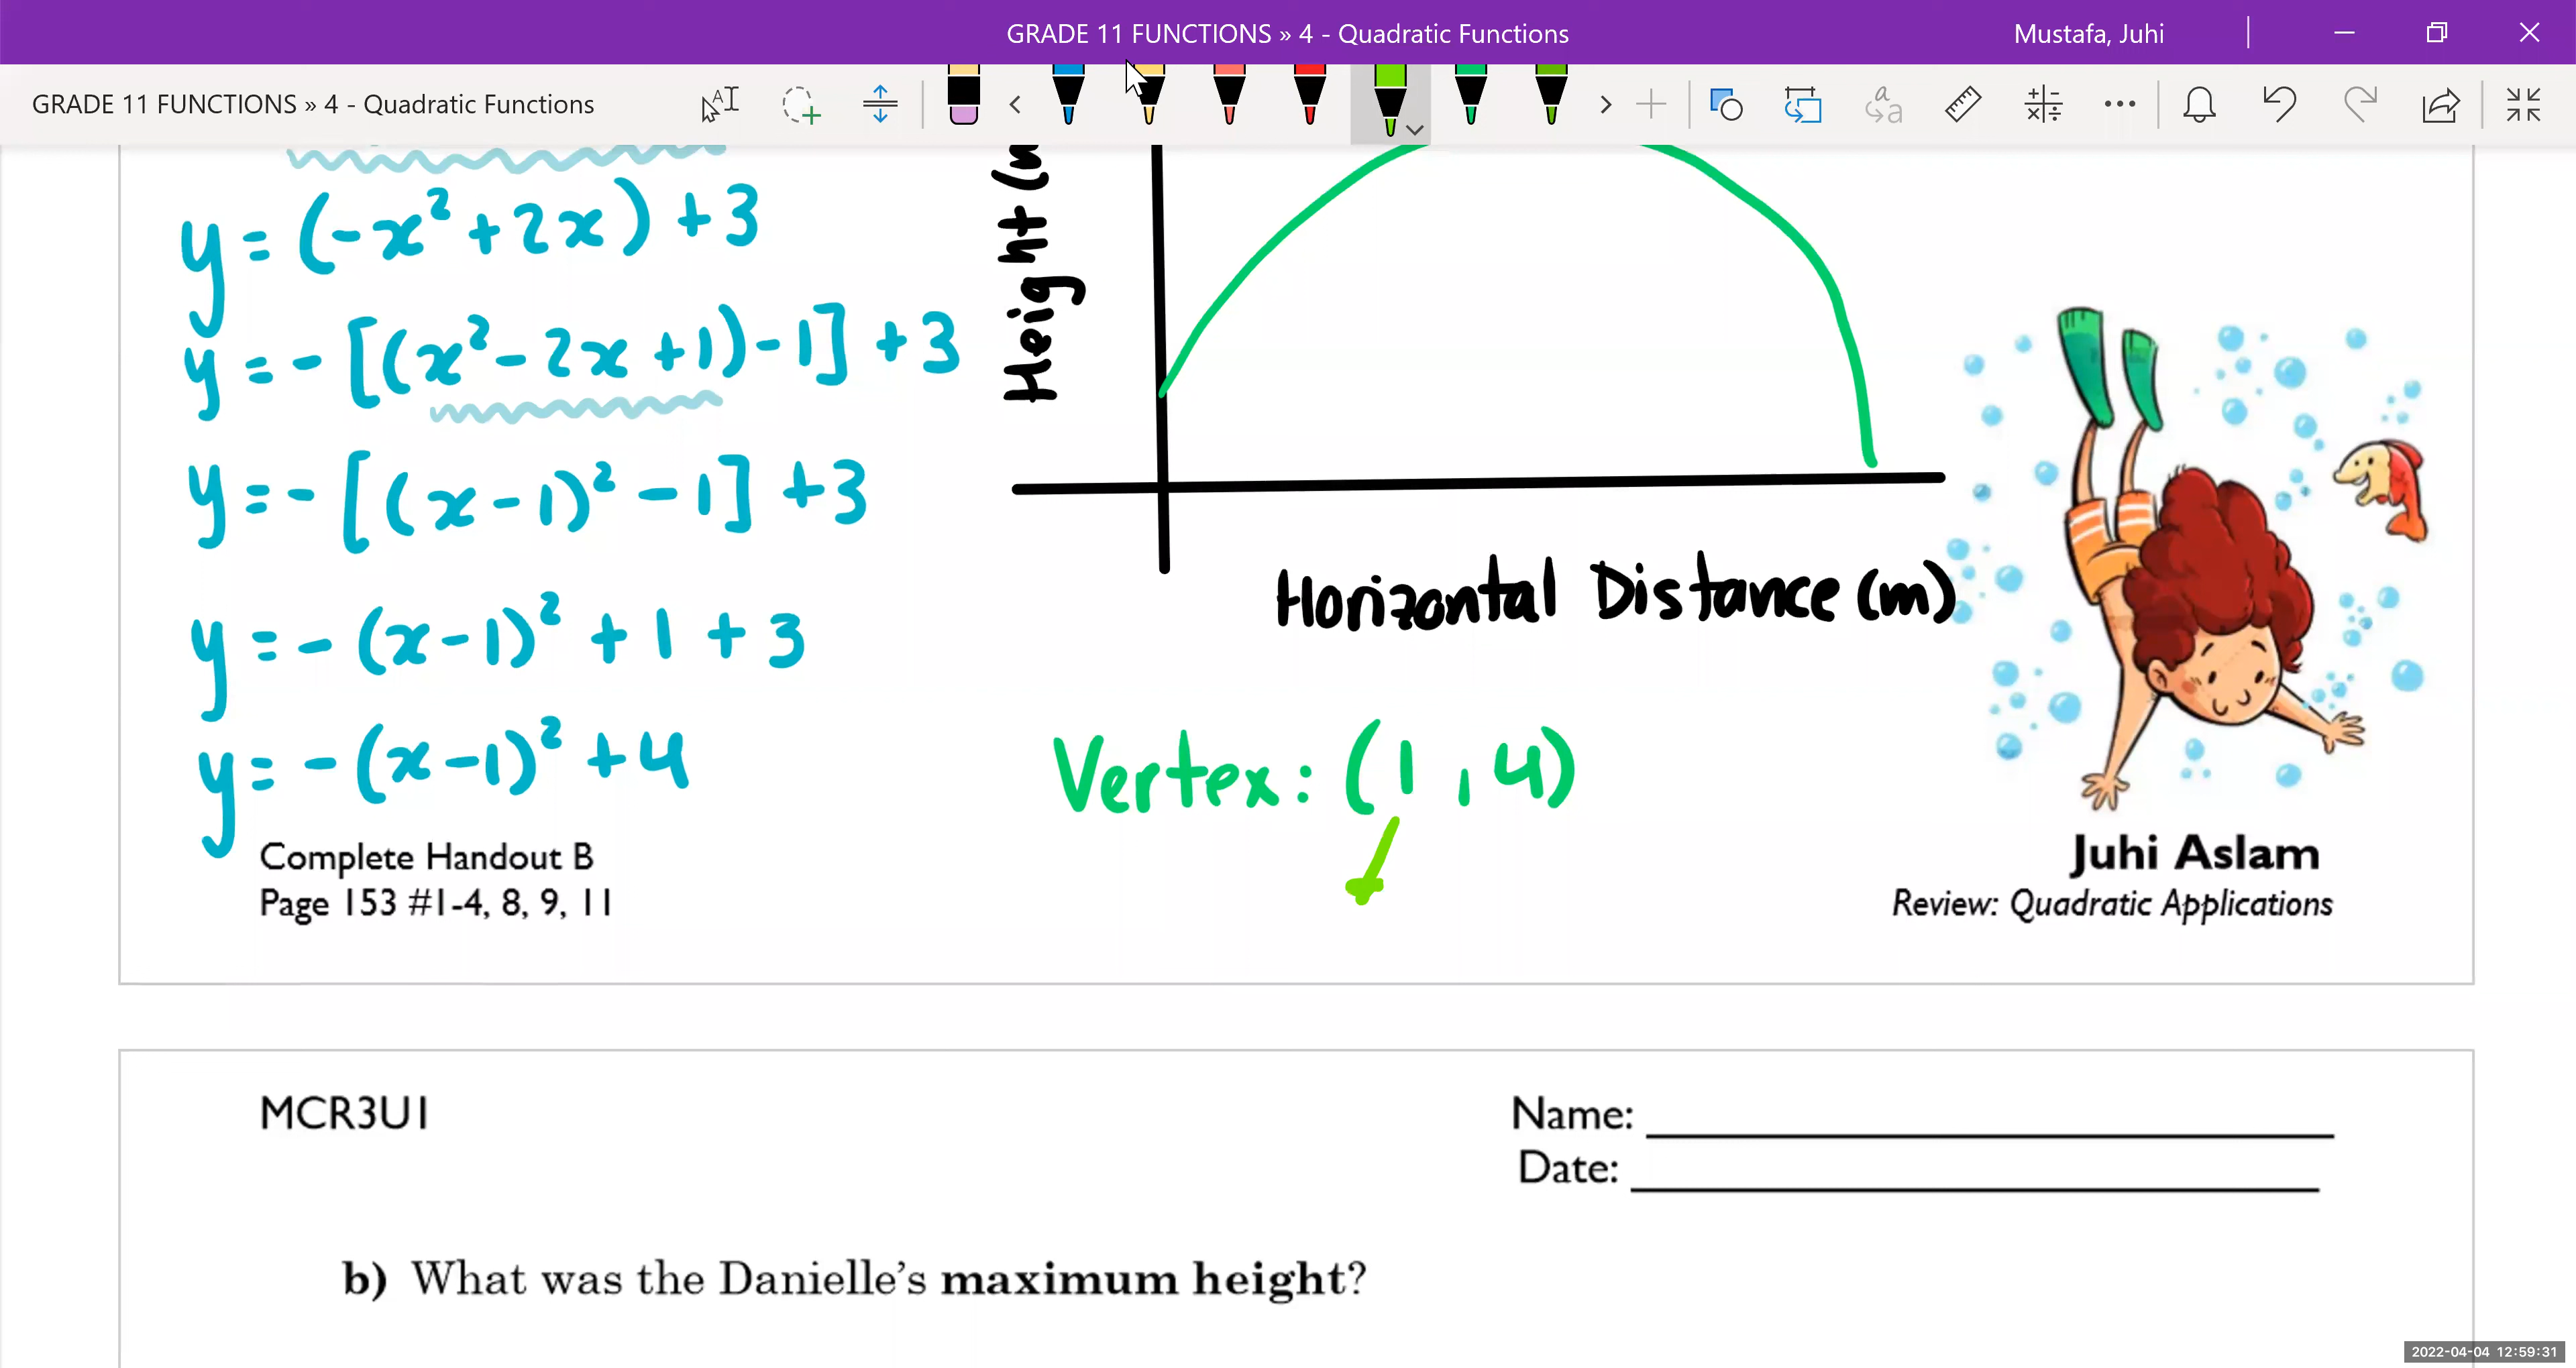 GRADE 11 FUNCTIONS » 4 - Quadratic Functions
Mustafa, Juhi
GRADE 11 FUNCTIONS » 4 - Quadratic Functions
y = (-x² + 2x) + 3
y = - [(x² - 2x + 1) - 1] + 3
y = - [(x - 1)² - 1] + 3
y = - (x - 1)² + 1 + 3
y = - (x - 1)² + 4
Height (m
Horizontal Distance (m)
Vertex: (1, 4)
Complete Handout B
Page 153 #1-4, 8, 9, 11
Juhi Aslam
Review: Quadratic Applications
MCR3U1
Name:
Date:
b) What was the Danielle's maximum height?
2022-04-04 12:59:31